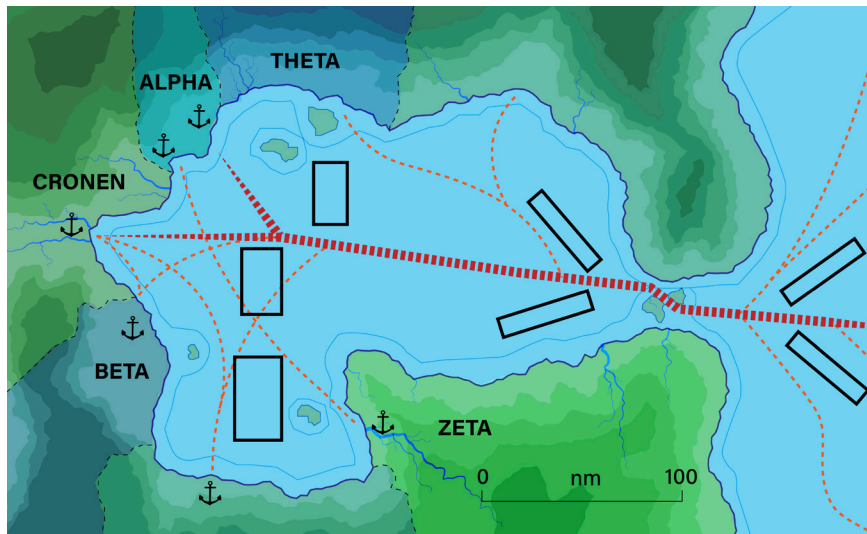 THETA
ALPHA
CRONEN
BETA
ZETA
0 nm 100